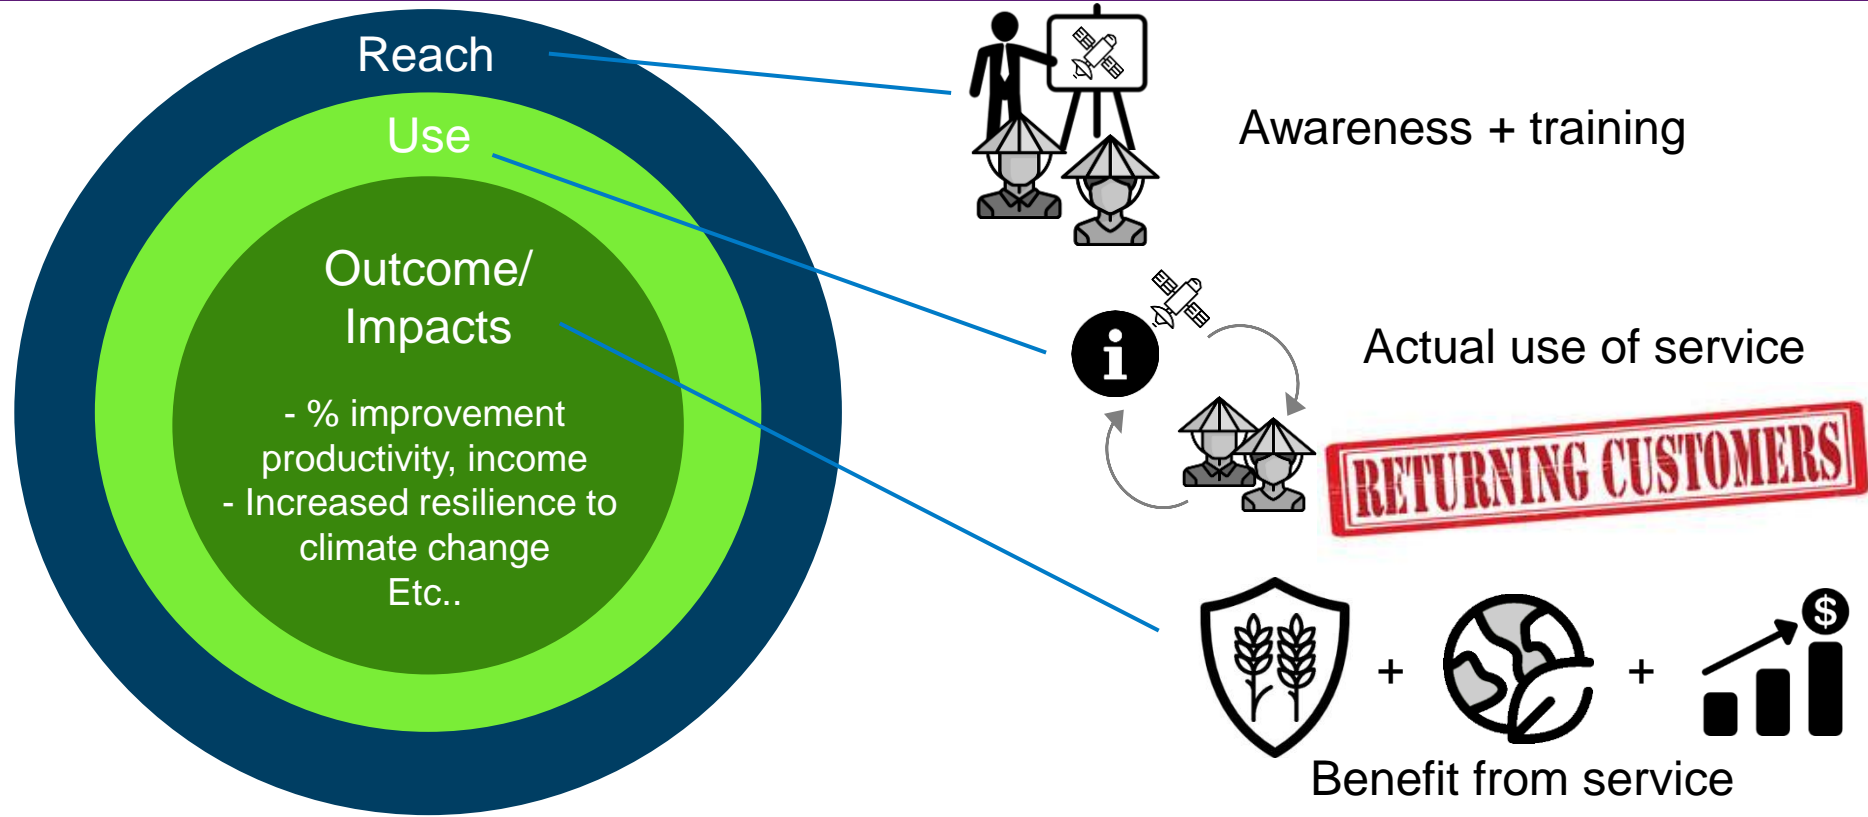 Reach
Use
Outcome/
Impacts
- % improvement
productivity, income
- Increased resilience to
climate change
Etc..
Awareness + training
i
Actual use of service
RETURNING CUSTOMERS
+
+
$
Benefit from service